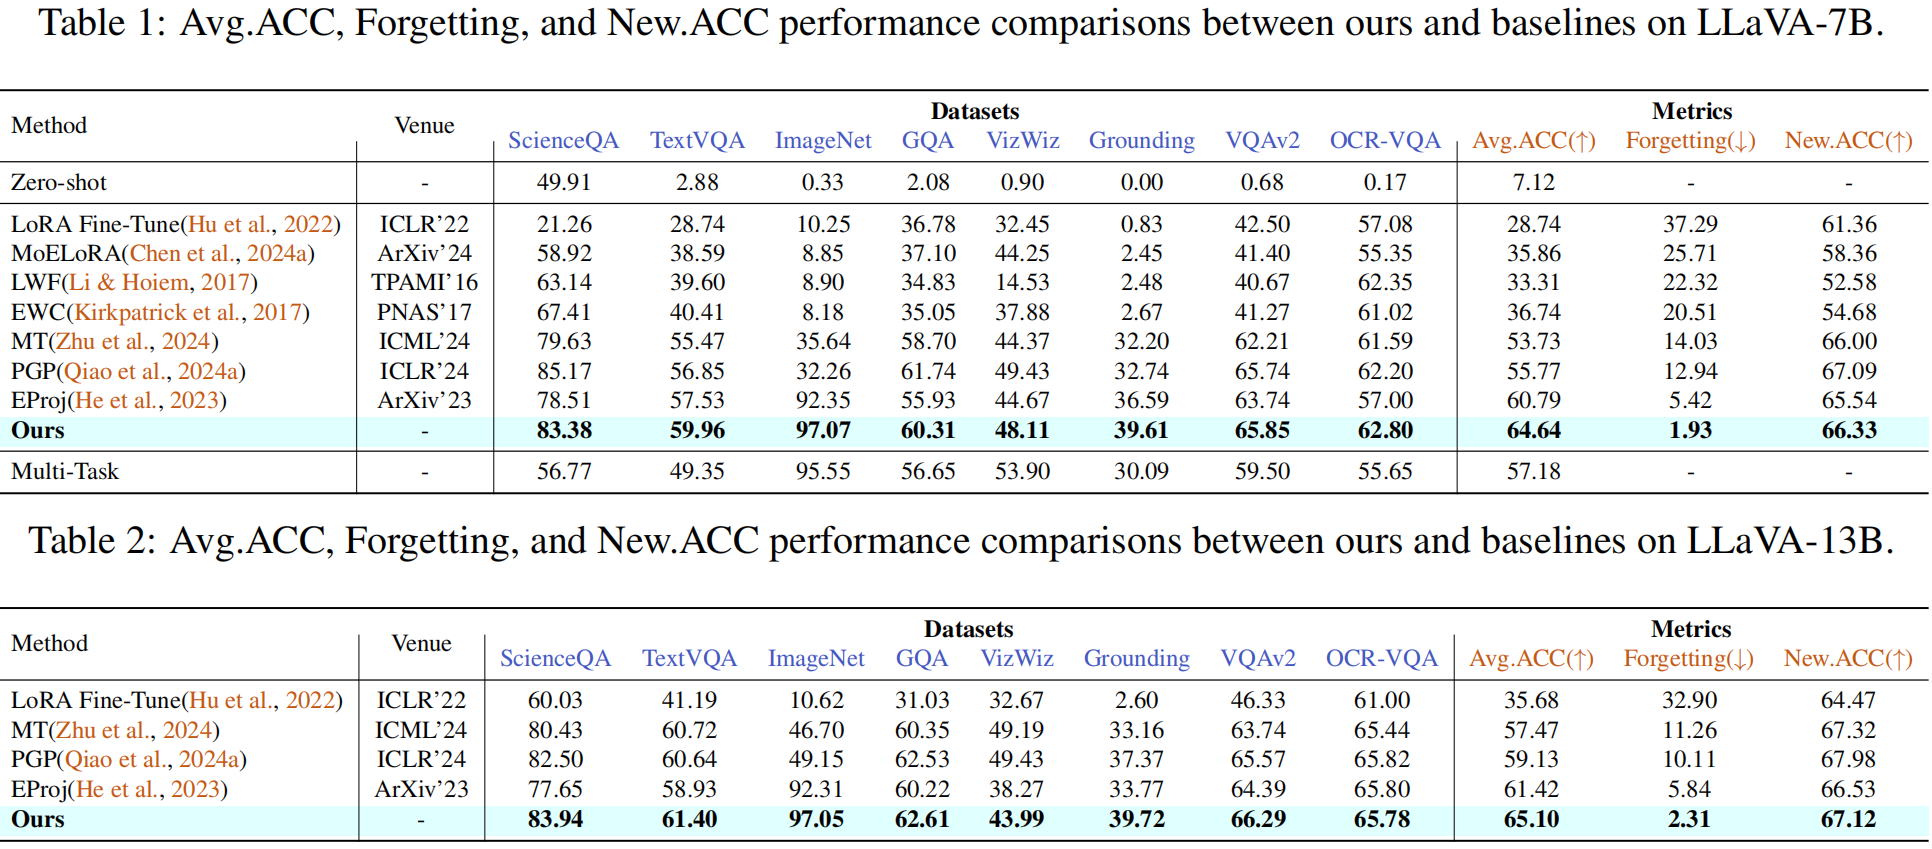 Table 1: Avg.ACC, Forgetting, and New.ACC performance comparisons between ours and baselines on LLaVA-7B.
Method Venue Datasets Metrics
ScienceQA TextVQA ImageNet GQA VizWiz Grounding VQAv2 OCR-VQA Avg.ACC(↑) Forgetting(↓) New.ACC(↑)
Zero-shot - 49.91 2.88 0.33 2.08 0.90 0.00 0.68 0.17 7.12 - -
LoRA Fine-Tune(Hu et al., 2022) ICLR’22 21.26 28.74 10.25 36.78 32.45 0.83 42.50 57.08 28.74 37.29 61.36
MoELoRA(Chen et al., 2024a) ArXiv’24 58.92 38.59 8.85 37.10 44.25 2.45 41.40 55.35 35.86 25.71 58.36
LWF(Li & Hoiem, 2017) TPAMI’16 63.14 39.60 8.90 34.83 14.53 2.48 40.67 62.35 33.31 22.32 52.58
EWC(Kirkpatrick et al., 2017) PNAS’17 67.41 40.41 8.18 35.05 37.88 2.67 41.27 61.02 36.74 20.51 54.68
MT(Zhu et al., 2024) ICML’24 79.63 55.47 35.64 58.70 44.37 32.20 62.21 61.59 53.73 14.03 66.00
PGP(Qiao et al., 2024a) ICLR’24 85.17 56.85 32.26 61.74 49.43 32.74 65.74 62.20 55.77 12.94 67.09
EProj(He et al., 2023) ArXiv’23 78.51 57.53 92.35 55.93 44.67 36.59 63.74 57.00 60.79 5.42 65.54
Ours - 83.38 59.96 97.07 60.31 48.11 39.61 65.85 62.80 64.64 1.93 66.33
Multi-Task - 56.77 49.35 95.55 56.65 53.90 30.09 59.50 55.65 57.18 - -
Table 2: Avg.ACC, Forgetting, and New.ACC performance comparisons between ours and baselines on LLaVA-13B.
Method Venue Datasets Metrics
ScienceQA TextVQA ImageNet GQA VizWiz Grounding VQAv2 OCR-VQA Avg.ACC(↑) Forgetting(↓) New.ACC(↑)
LoRA Fine-Tune(Hu et al., 2022) ICLR’22 60.03 41.19 10.62 31.03 32.67 2.60 46.33 61.00 35.68 32.90 64.47
MT(Zhu et al., 2024) ICML’24 80.43 60.72 46.70 60.35 49.19 33.16 63.74 65.44 57.47 11.26 67.32
PGP(Qiao et al., 2024a) ICLR’24 82.50 60.64 49.15 62.53 49.43 37.37 65.57 65.82 59.13 10.11 67.98
EProj(He et al., 2023) ArXiv’23 77.65 58.93 92.31 60.22 38.27 33.77 64.39 65.80 61.42 5.84 66.53
Ours - 83.94 61.40 97.05 62.61 43.99 39.72 66.29 65.78 65.10 2.31 67.12